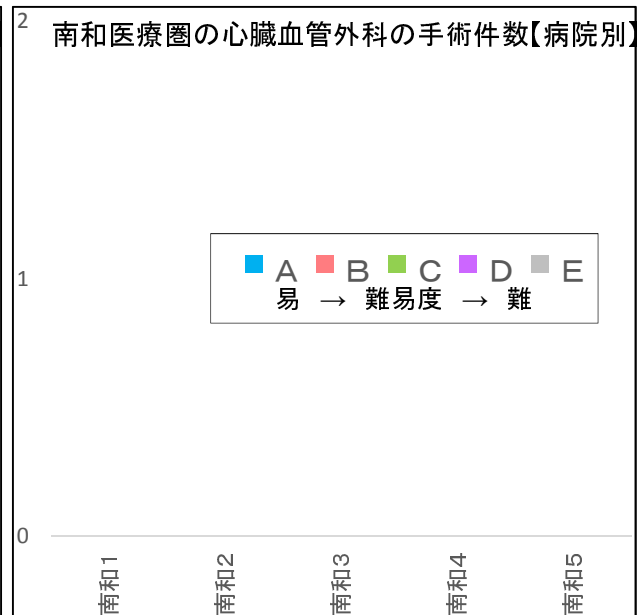 南和医療圏の心臓血管外科の手術件数【病院別】
2
1
0
A B C D E
易 → 難易度 → 難
南和1
南和2
南和3
南和4
南和5